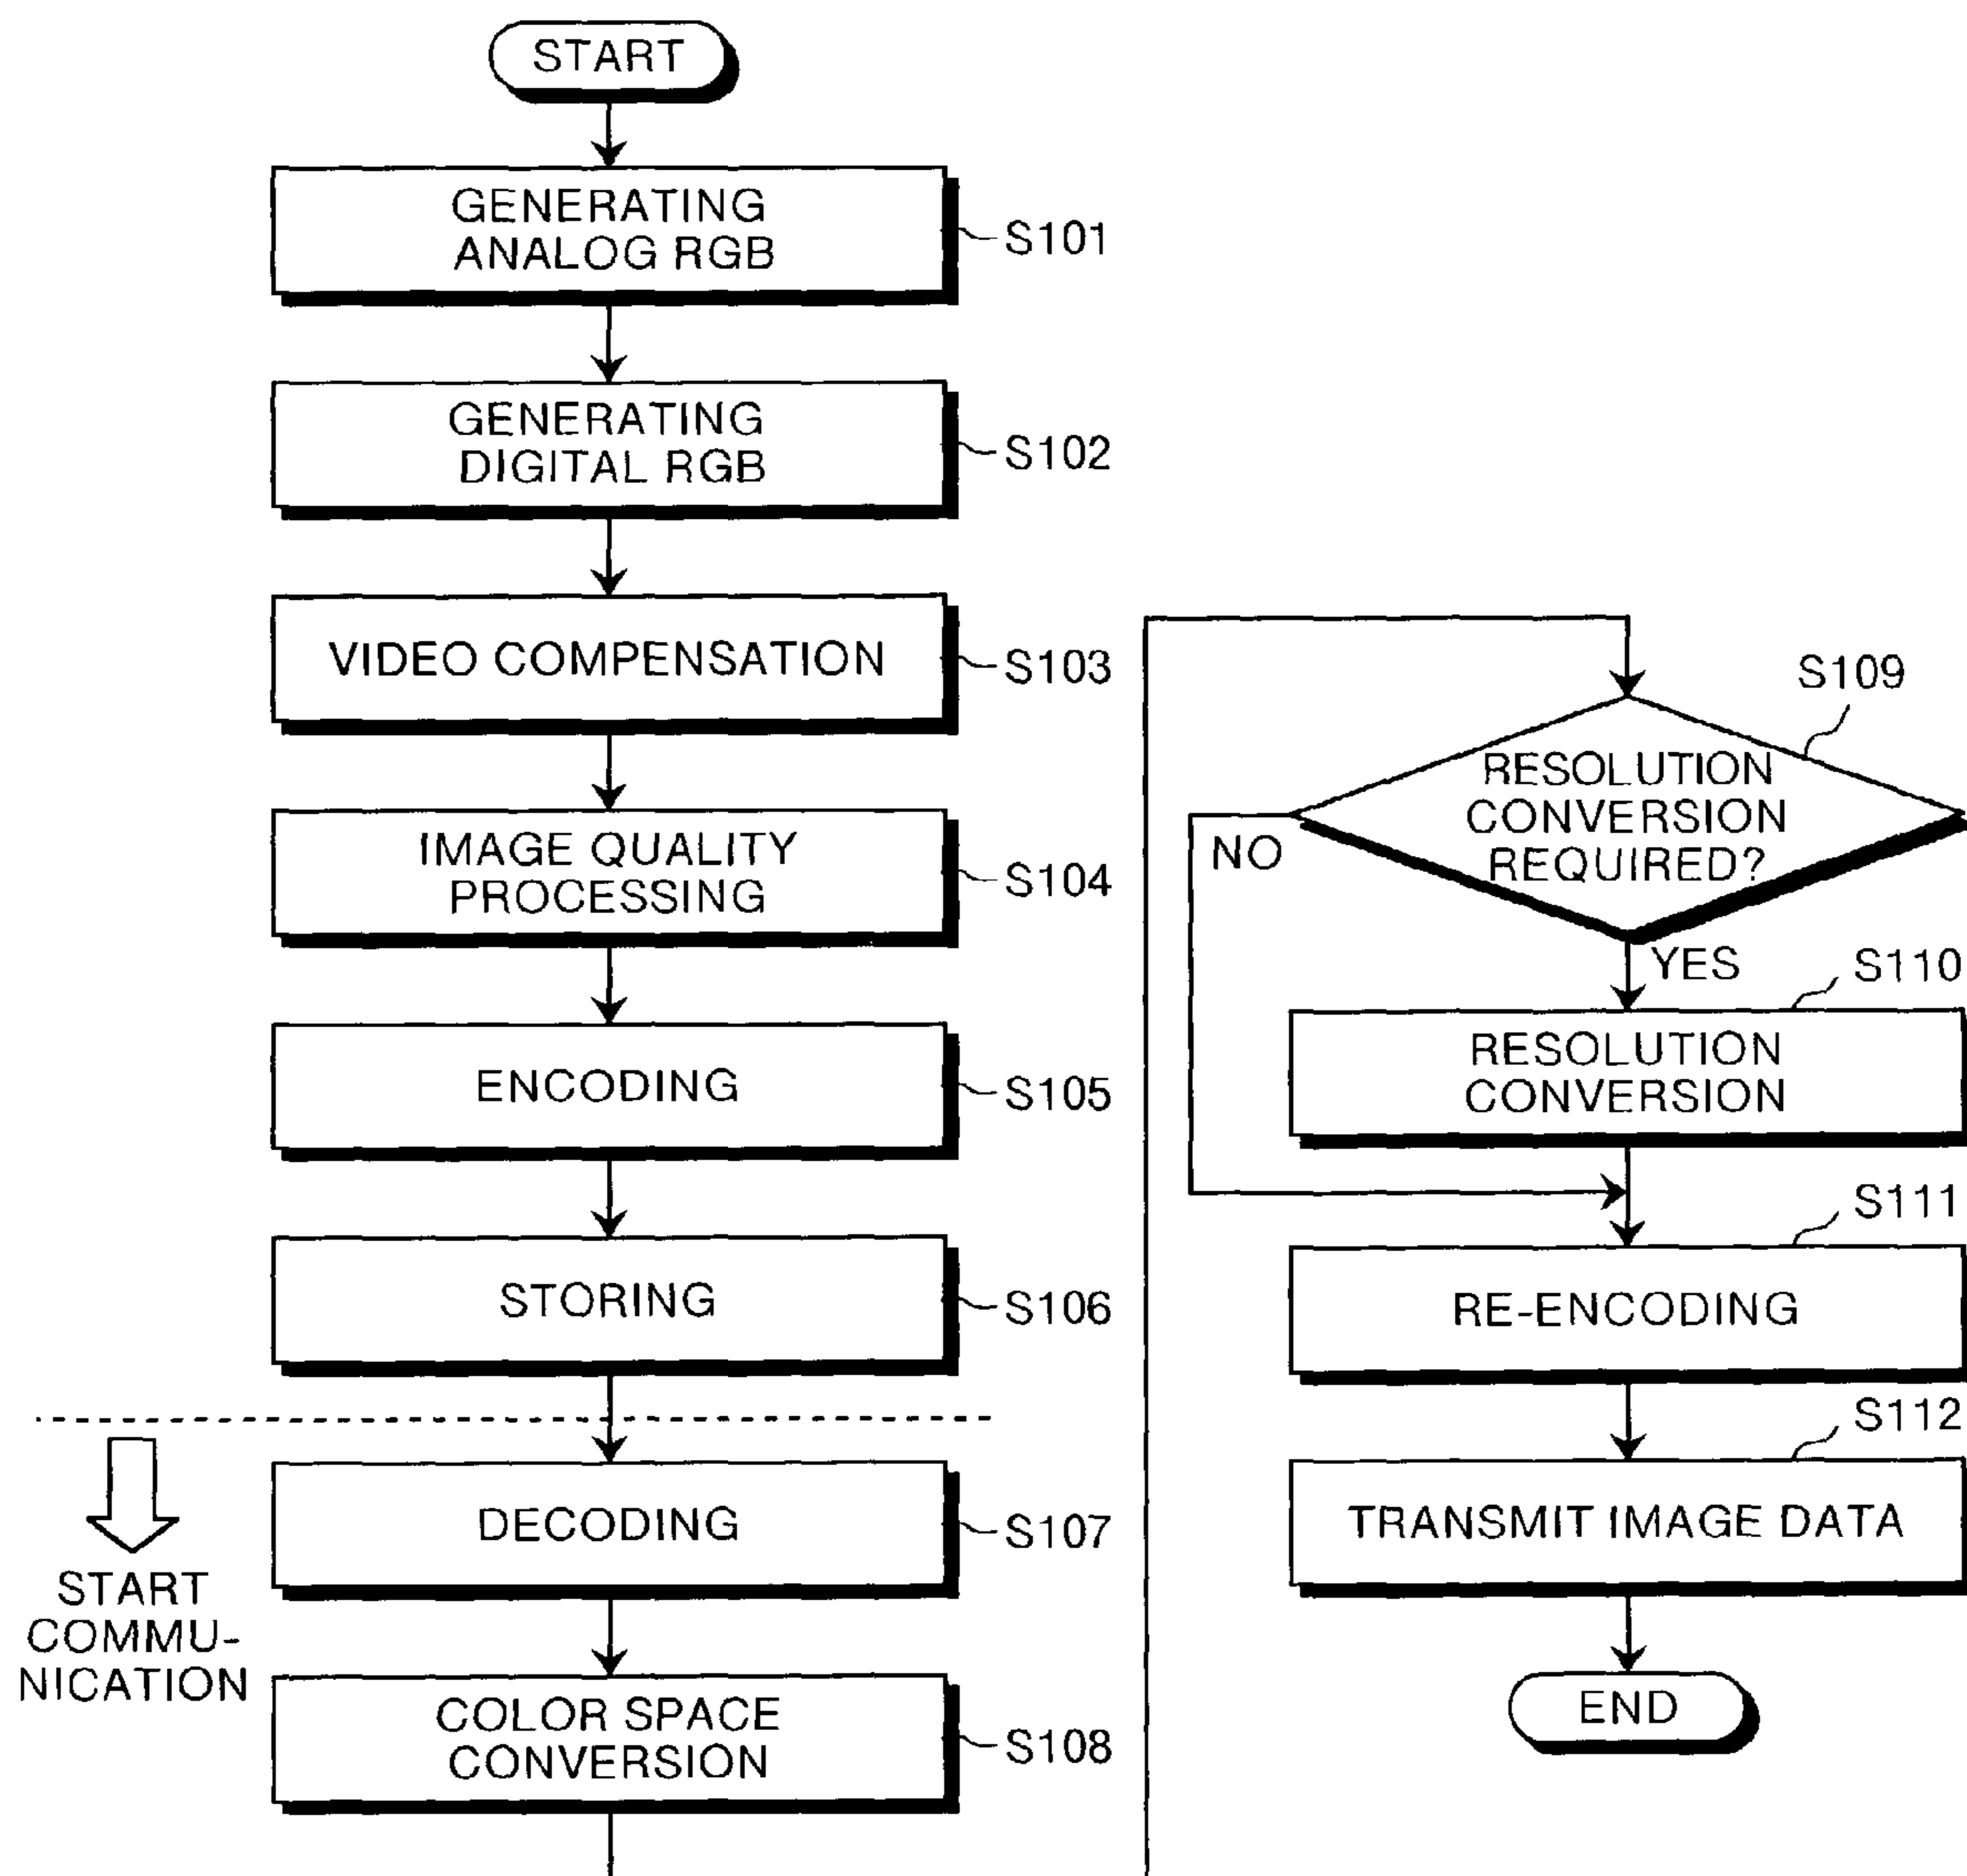 START
GENERATING
ANALOG RGB
S101
GENERATING
DIGITAL RGB
S102
VIDEO COMPENSATION
S103
IMAGE QUALITY
PROCESSING
S104
ENCODING
S105
STORING
S106
START
COMMU-
NICATION
DECODING
S107
COLOR SPACE
CONVERSION
S108
S109
RESOLUTION
CONVERSION
REQUIRED?
NO
YES
S110
RESOLUTION
CONVERSION
S111
RE-ENCODING
S112
TRANSMIT IMAGE DATA
END